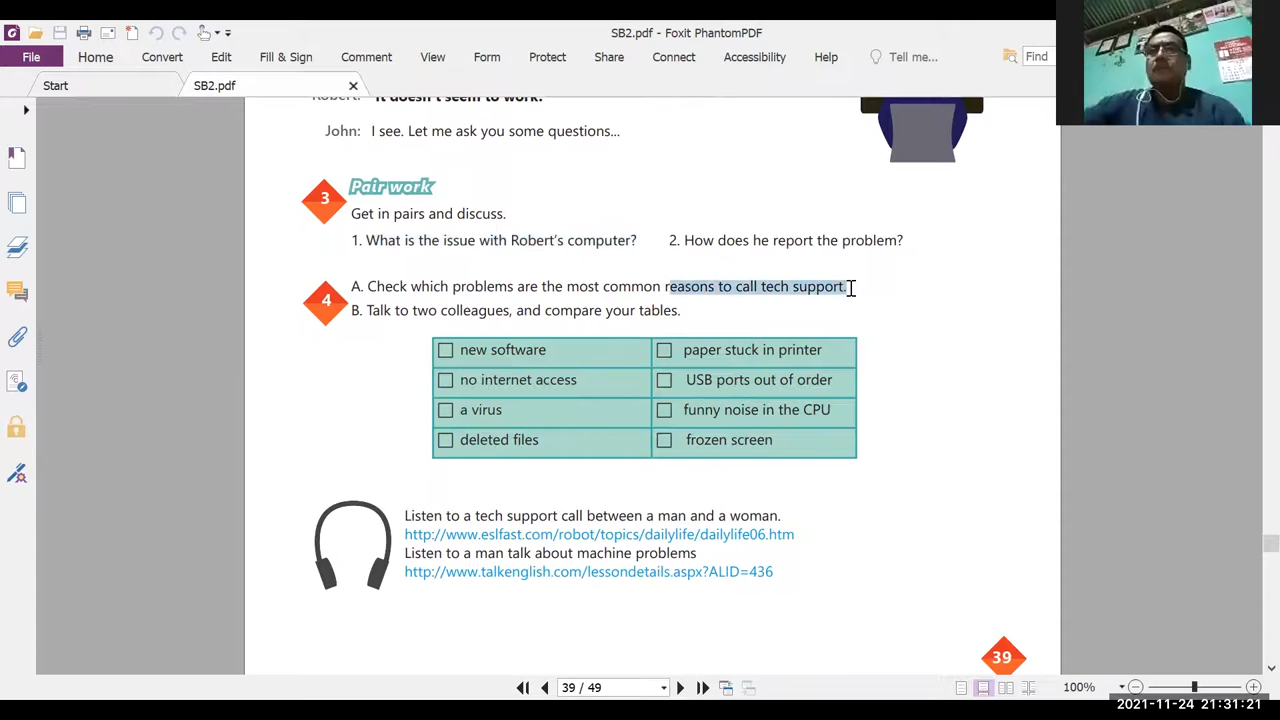 SB2.pdf - Foxit PhantomPDF
File Home Convert Edit Fill & Sign Comment View Form Protect Share Connect Accessibility Help Tell me... Find
Start SB2.pdf
Robert: It doesn't seem to work.
John: I see. Let me ask you some questions...
3 Pair work
Get in pairs and discuss.
1. What is the issue with Robert's computer? 2. How does he report the problem?
4 A. Check which problems are the most common reasons to call tech support.
B. Talk to two colleagues, and compare your tables.
new software paper stuck in printer
no internet access USB ports out of order
a virus funny noise in the CPU
deleted files frozen screen
Listen to a tech support call between a man and a woman.
http://www.eslfast.com/robot/topics/dailylife/dailylife06.htm
Listen to a man talk about machine problems
http://www.talkenglish.com/lessondetails.aspx?ALID=436
39
39 / 49 100%
2021-11-24 21:31:21